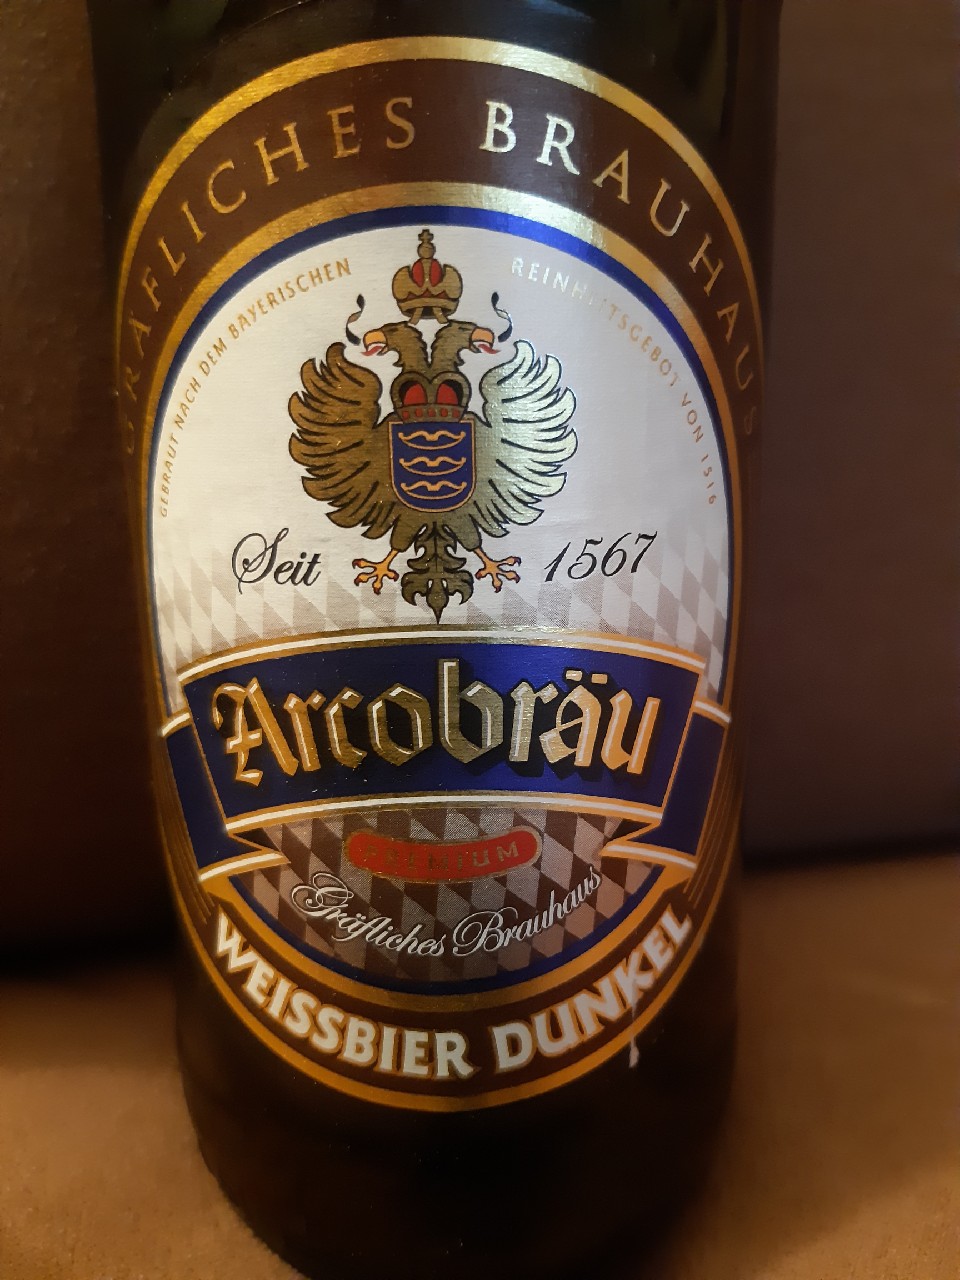 GRÄFLICHES BRAUHAUS
GEBRAUT NACH DEM BAYERISCHEN REINHEITSGEBOT VON 1516
Seit 1567
Arcobräu
PREMIUM
Gräfliches Brauhaus
WEISSBIER DUNKEL